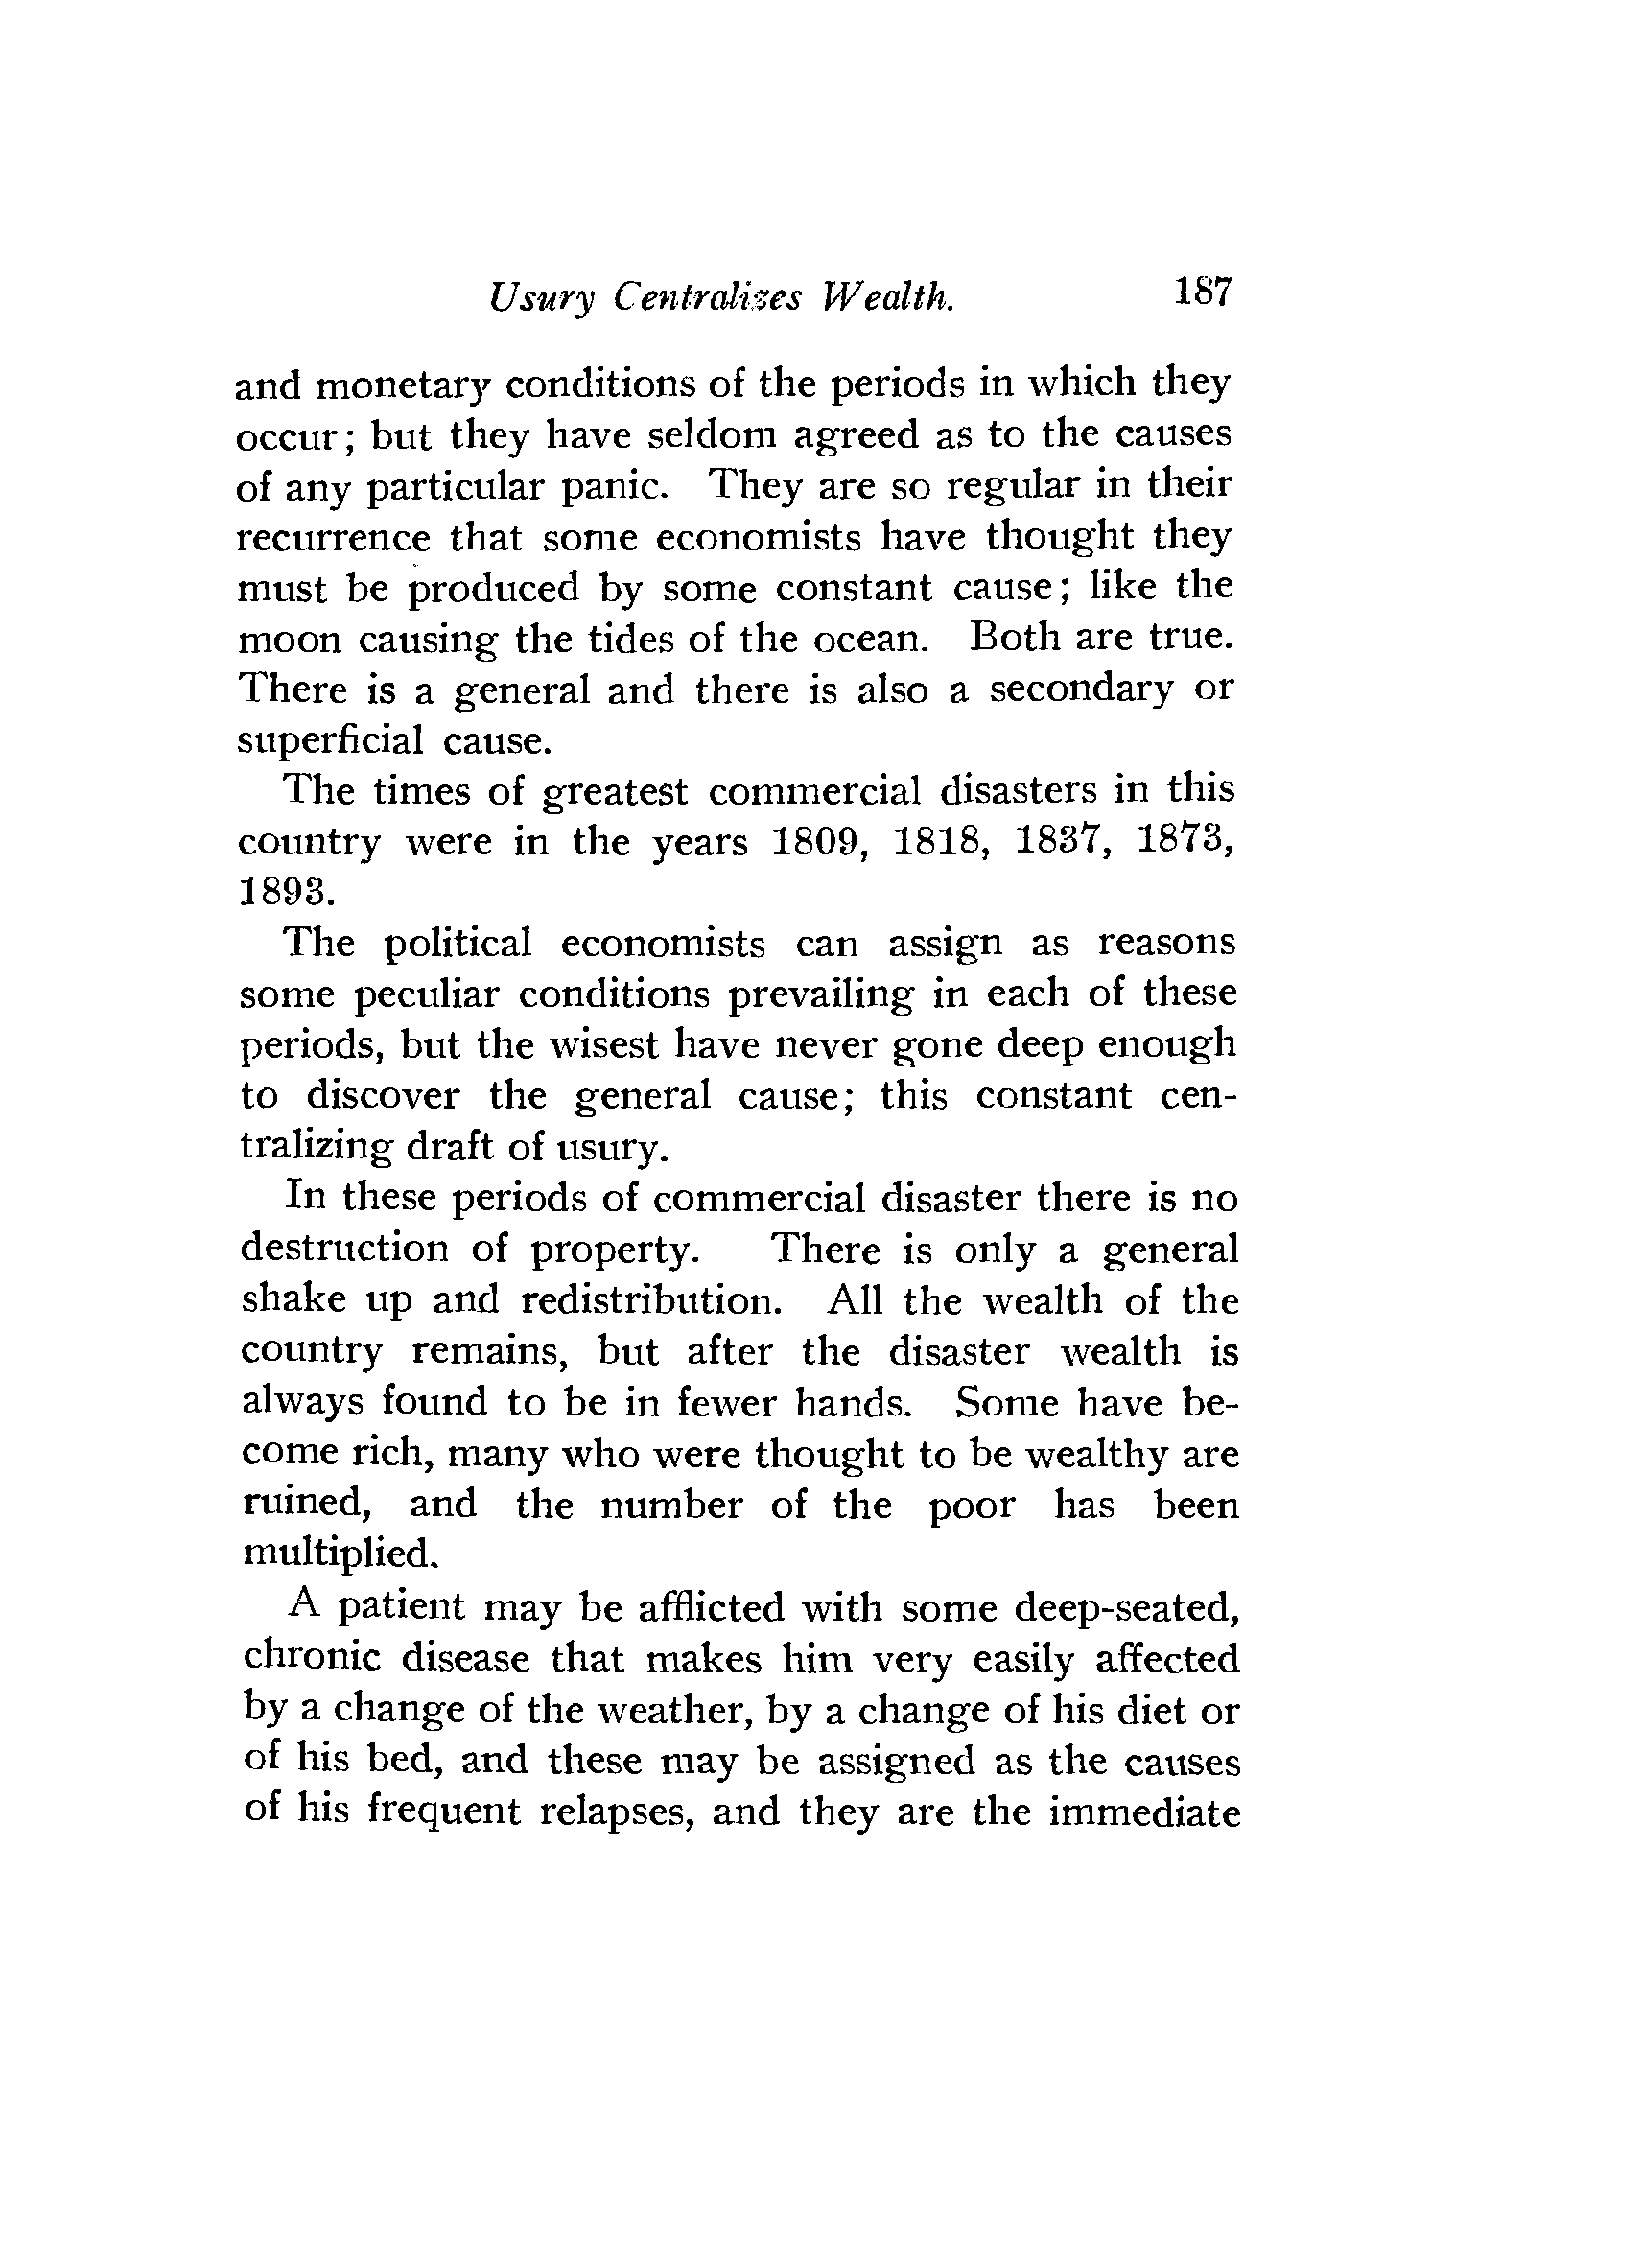 Usury Centralizes Wealth. 187
and monetary conditions of the periods in which they
occur; but they have seldom agreed as to the causes
of any particular panic. They are so regular in their
recurrence that some economists have thought they
must be produced by some constant cause; like the
moon causing the tides of the ocean. Both are true.
There is a general and there is also a secondary or
superficial cause.
The times of greatest commercial disasters in this
country were in the years 1809, 1818, 1837, 1873,
1893.
The political economists can assign as reasons
some peculiar conditions prevailing in each of these
periods, but the wisest have never gone deep enough
to discover the general cause; this constant cen-
tralizing draft of usury.
In these periods of commercial disaster there is no
destruction of property. There is only a general
shake up and redistribution. All the wealth of the
country remains, but after the disaster wealth is
always found to be in fewer hands. Some have be-
come rich, many who were thought to be wealthy are
ruined, and the number of the poor has been
multiplied.
A patient may be afflicted with some deep-seated,
chronic disease that makes him very easily affected
by a change of the weather, by a change of his diet or
of his bed, and these may be assigned as the causes
of his frequent relapses, and they are the immediate